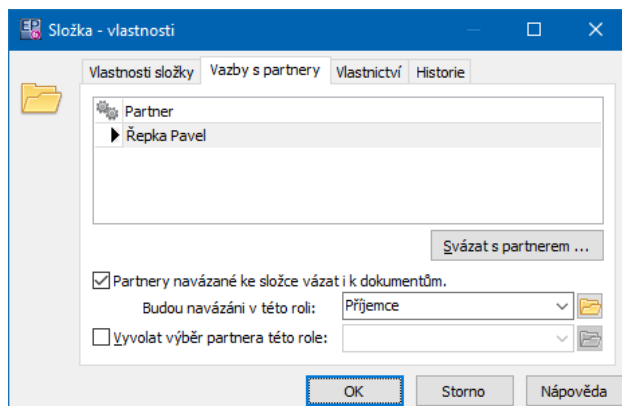 Složka - vlastnosti
Vlastnosti složky Vazby s partnery Vlastnictví Historie
Partner
Řepka Pavel
Svázat s partnerem ...
Partnery navázané ke složce vázat i k dokumentům.
Budou navázáni v této roli: Příjemce
Vyvolat výběr partnera této role:
OK Storno Nápověda